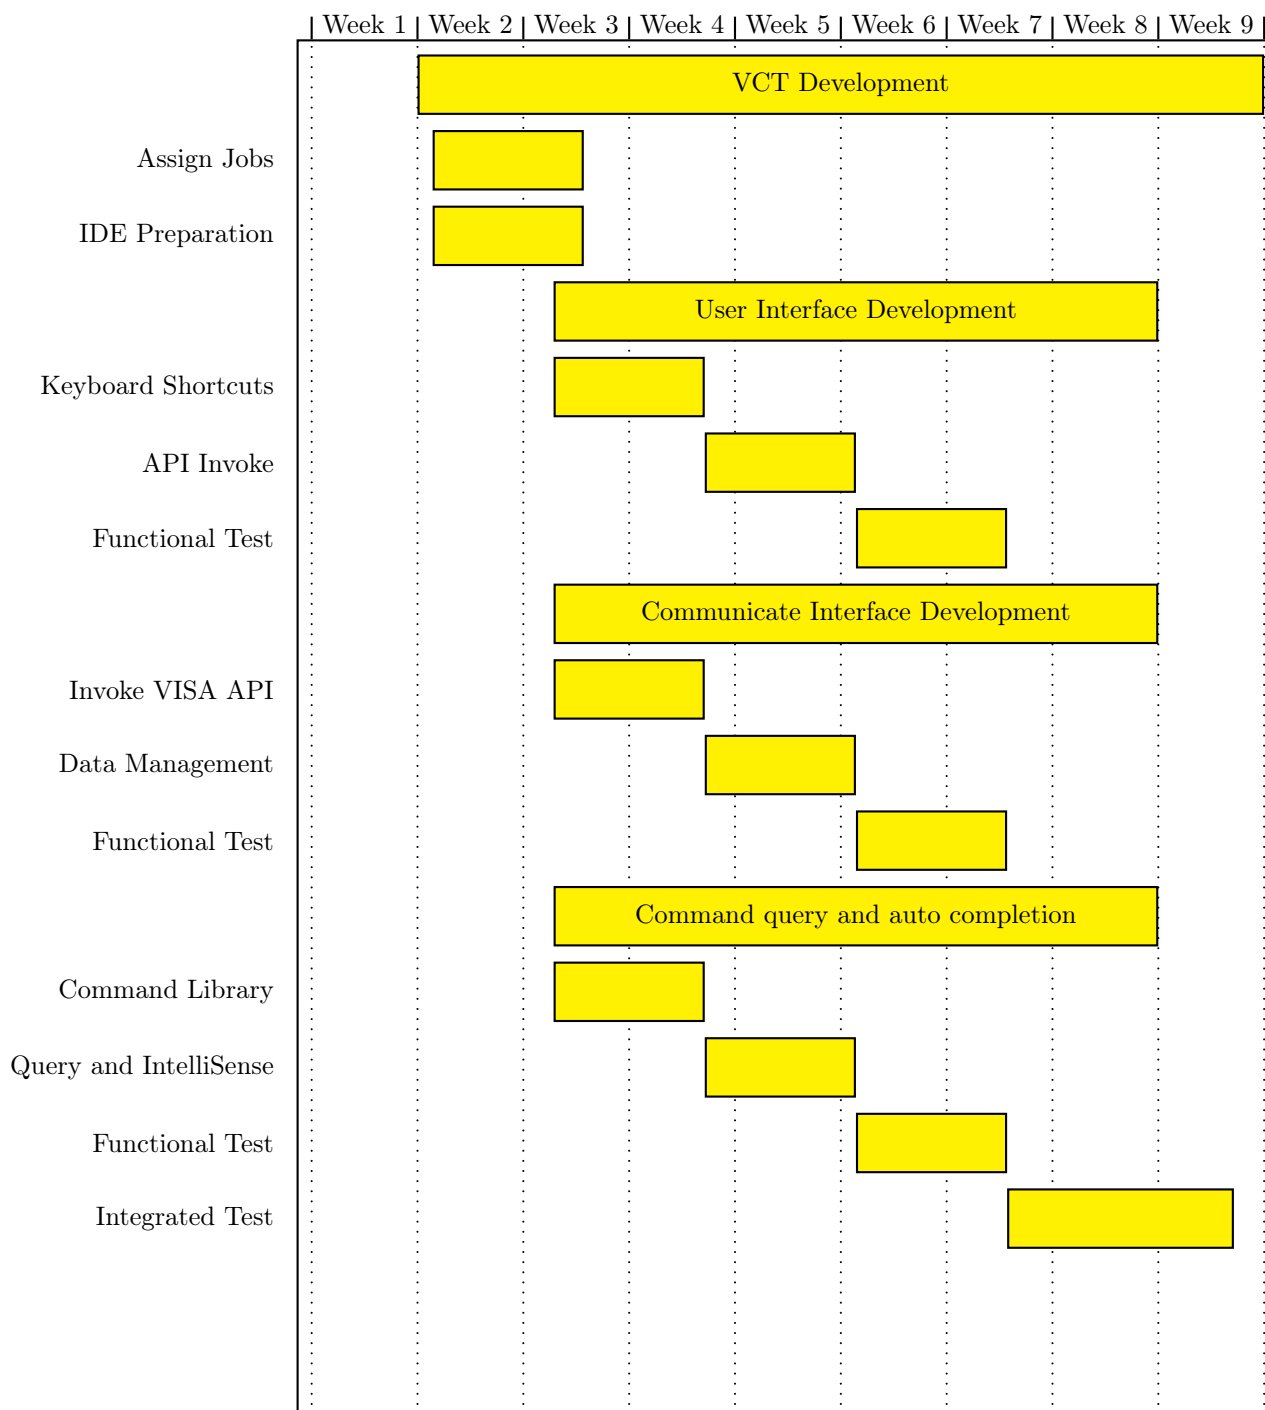 Week 1 Week 2 Week 3 Week 4 Week 5 Week 6 Week 7 Week 8 Week 9
VCT Development
Assign Jobs
IDE Preparation
User Interface Development
Keyboard Shortcuts
API Invoke
Functional Test
Communicate Interface Development
Invoke VISA API
Data Management
Functional Test
Command query and auto completion
Command Library
Query and IntelliSense
Functional Test
Integrated Test